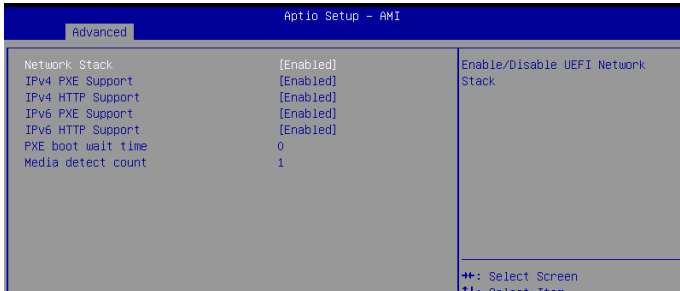 Aptio Setup – AMI
Advanced
Network Stack [Enabled]
IPv4 PXE Support [Enabled]
IPv4 HTTP Support [Enabled]
IPv6 PXE Support [Enabled]
IPv6 HTTP Support [Enabled]
PXE boot wait time 0
Media detect count 1
Enable/Disable UEFI Network
Stack
→←: Select Screen
↑↓: Select Item